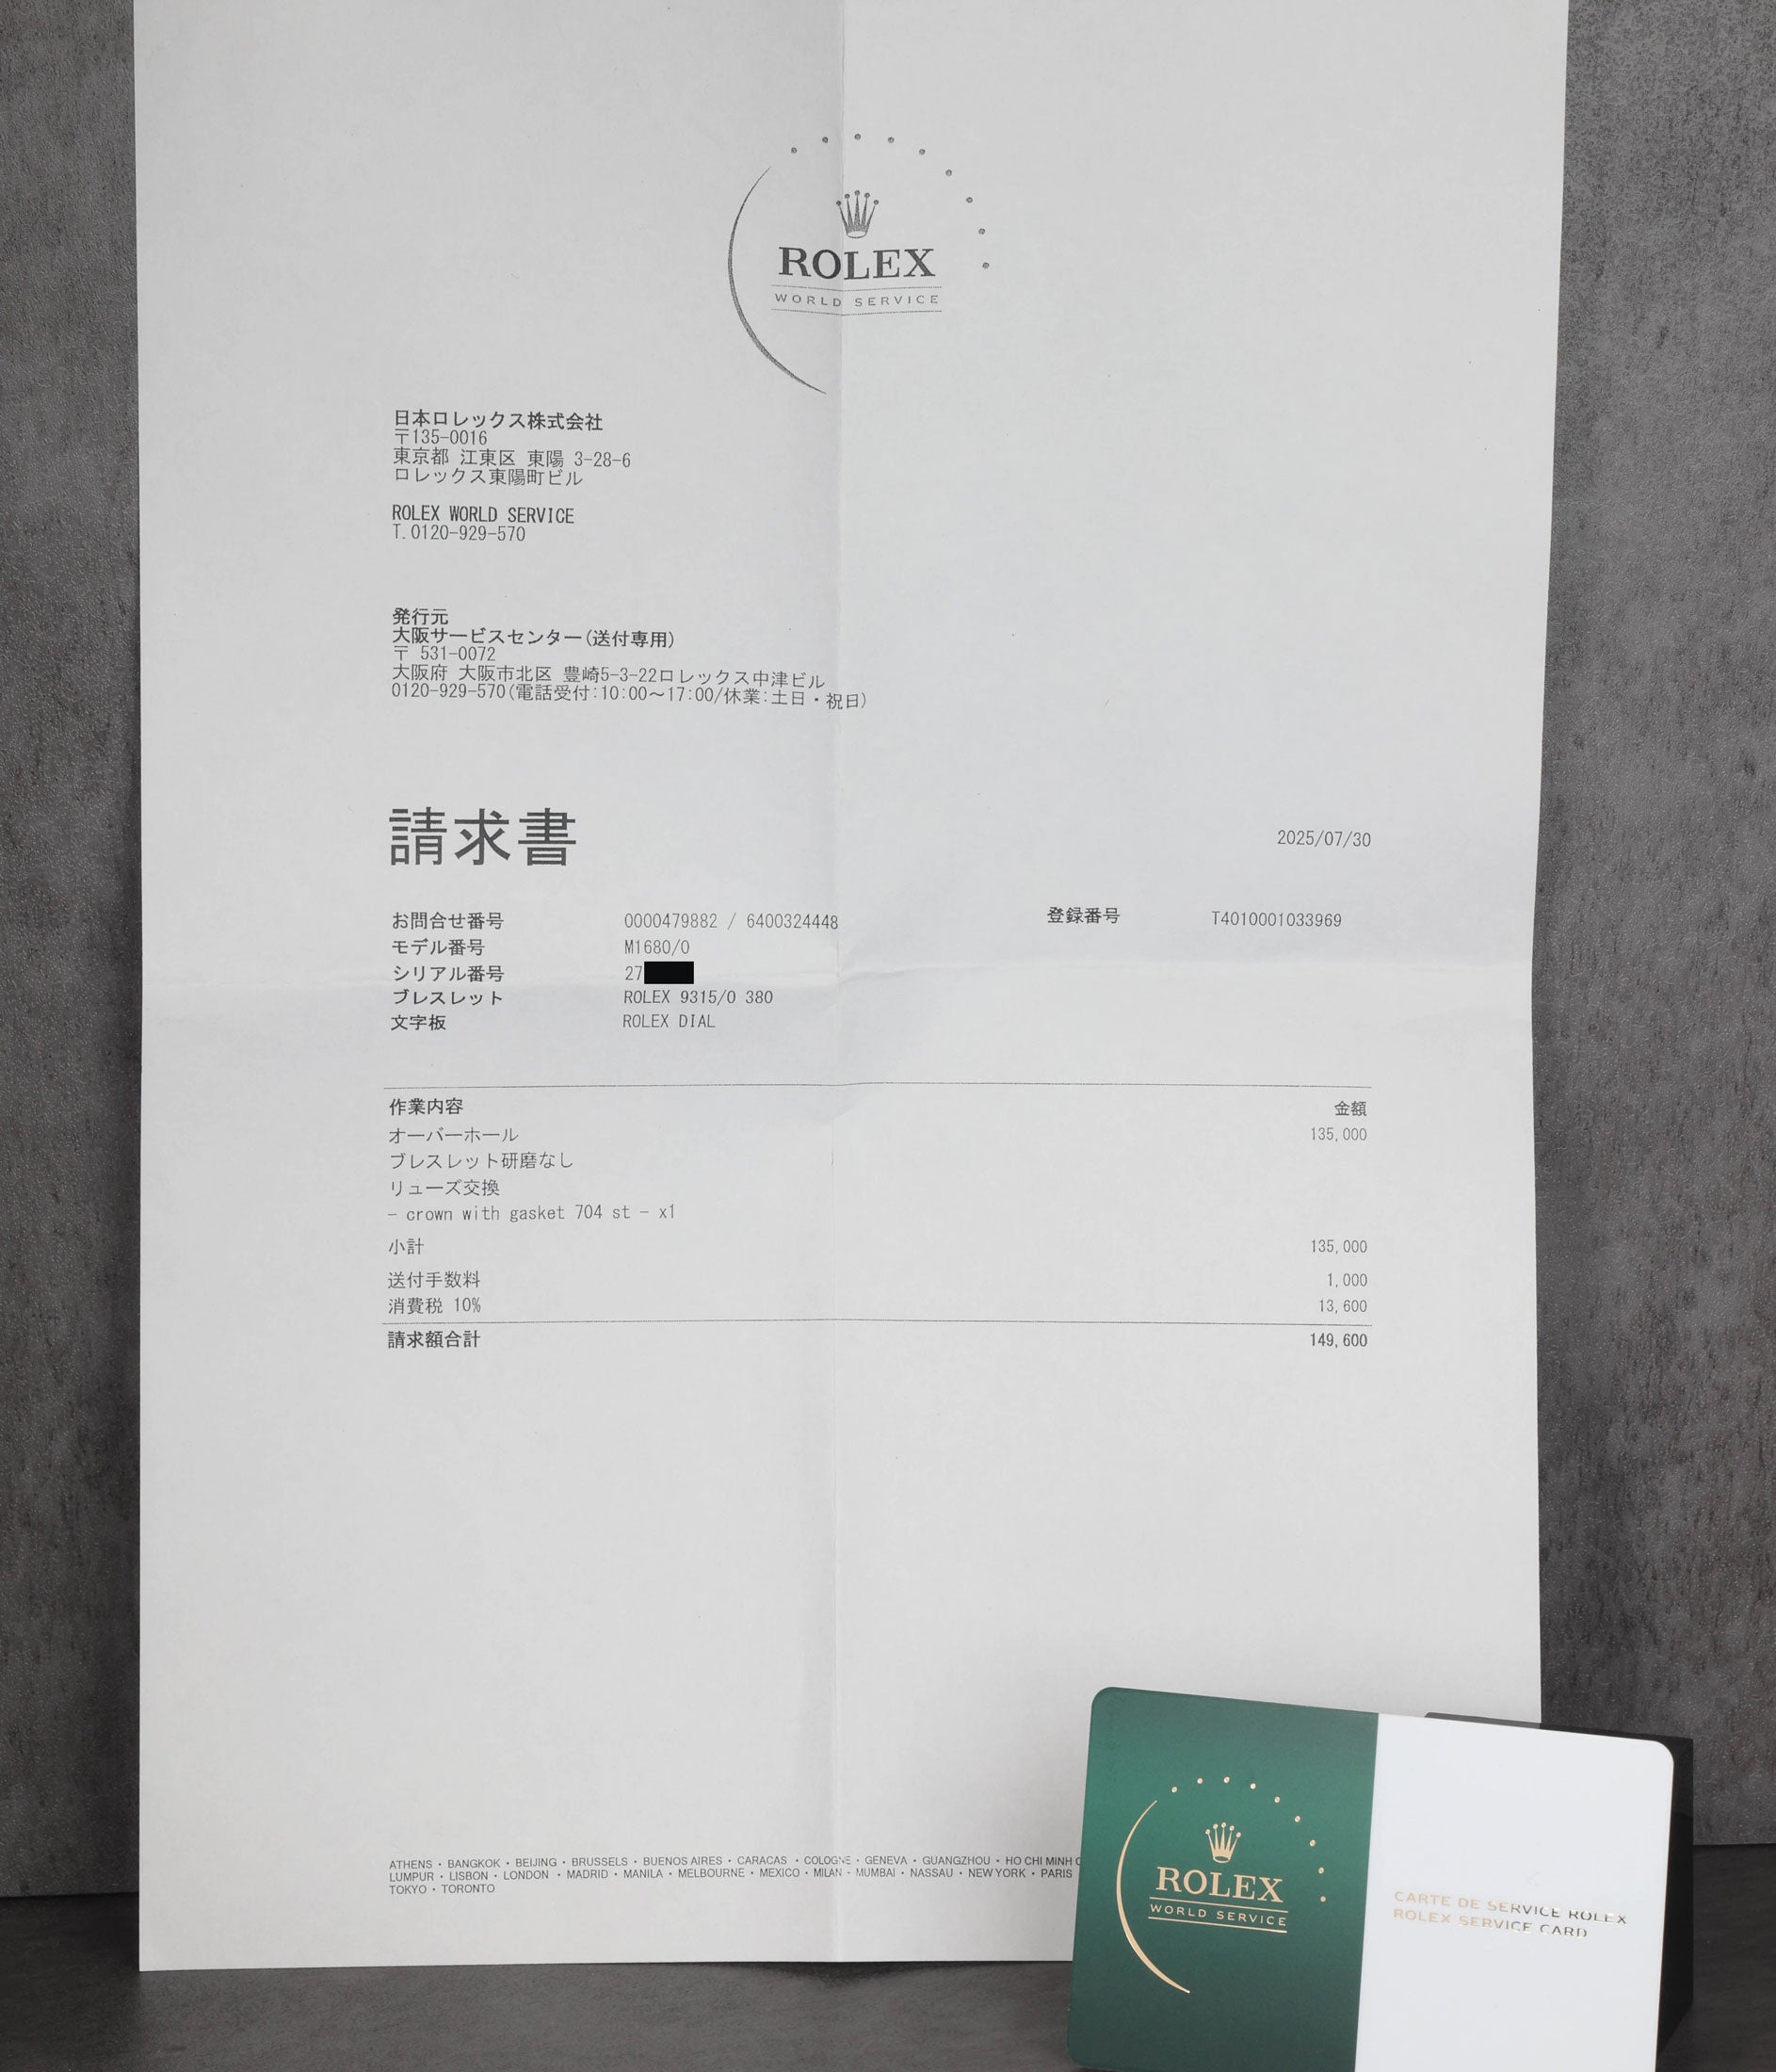 ROLEX
WORLD SERVICE
日本ロレックス株式会社
〒135-0016
東京都 江東区 東陽 3-28-6
ロレックス東陽町ビル
ROLEX WORLD SERVICE
T.0120-929-570
発行元
大阪サービスセンター(送付専用)
〒 531-0072
大阪府 大阪市北区 豊崎5-3-22ロレックス中津ビル
0120-929-570(電話受付:10:00～17:00/休業:土日・祝日)
請求書
2025/07/30
お問合せ番号 0000479882 / 6400324448 登録番号 T4010001033969
モデル番号 M1680/0
シリアル番号 27
ブレスレット ROLEX 9315/0 380
文字板 ROLEX DIAL
作業内容 金額
オーバーホール 135,000
ブレスレット研磨なし
リューズ交換
- crown with gasket 704 st - x1
小計 135,000
送付手数料 1,000
消費税 10% 13,600
請求額合計 149,600
ATHENS • BANGKOK • BEIJING • BRUSSELS • BUENOS AIRES • CARACAS • COLOGNE • GENEVA • GUANGZHOU • HO CHI MINH
LUMPUR • LISBON • LONDON • MADRID • MANILA • MELBOURNE • MEXICO • MILAN • MUMBAI • NASSAU • NEW YORK • PARIS
TOKYO • TORONTO
ROLEX
WORLD SERVICE
CARTE DE SERVICE ROLEX
ROLEX SERVICE CARD